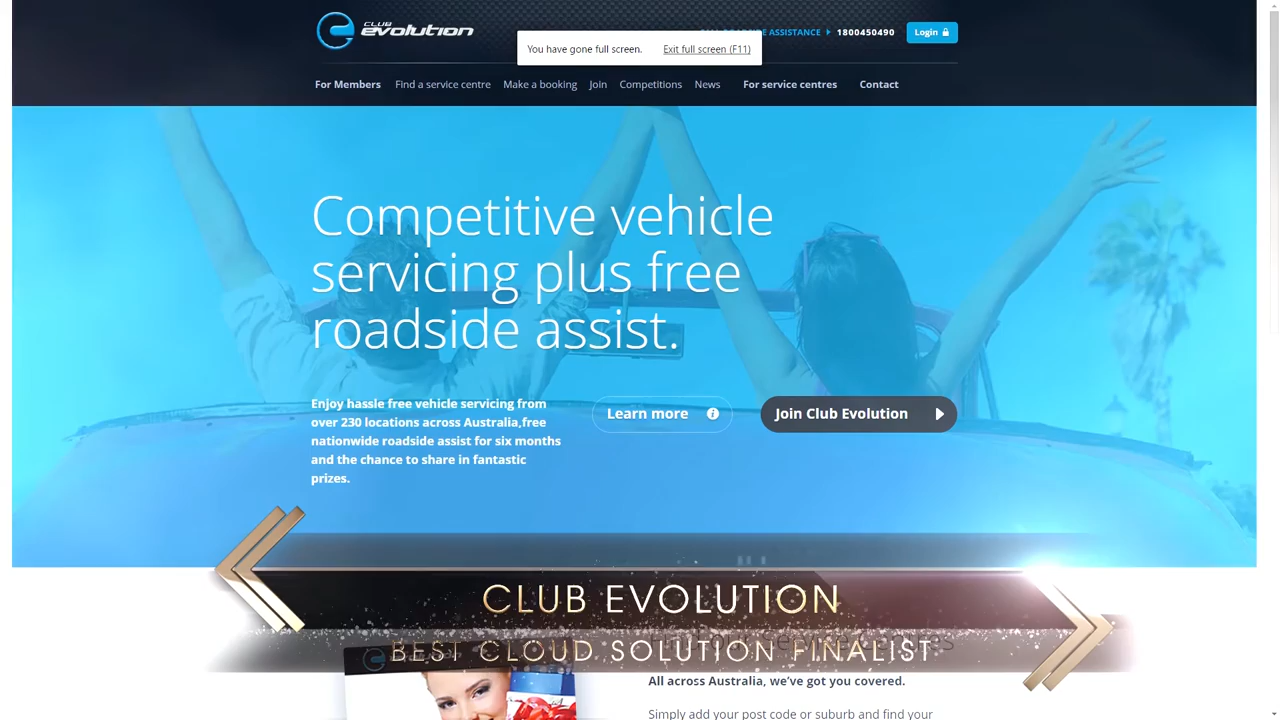 CLUB
evolution
You have gone full screen. Exit full screen (F11)
ROADSIDE ASSISTANCE 1800450490 Login
For Members Find a service centre Make a booking Join Competitions News For service centres Contact
Competitive vehicle
servicing plus free
roadside assist.
Enjoy hassle free vehicle servicing from
over 230 locations across Australia,free
nationwide roadside assist for six months
and the chance to share in fantastic
prizes.
Learn more i
Join Club Evolution
CLUB EVOLUTION
BEST CLOUD SOLUTION FINALIST
All across Australia, we've got you covered.
Simply add your post code or suburb and find your